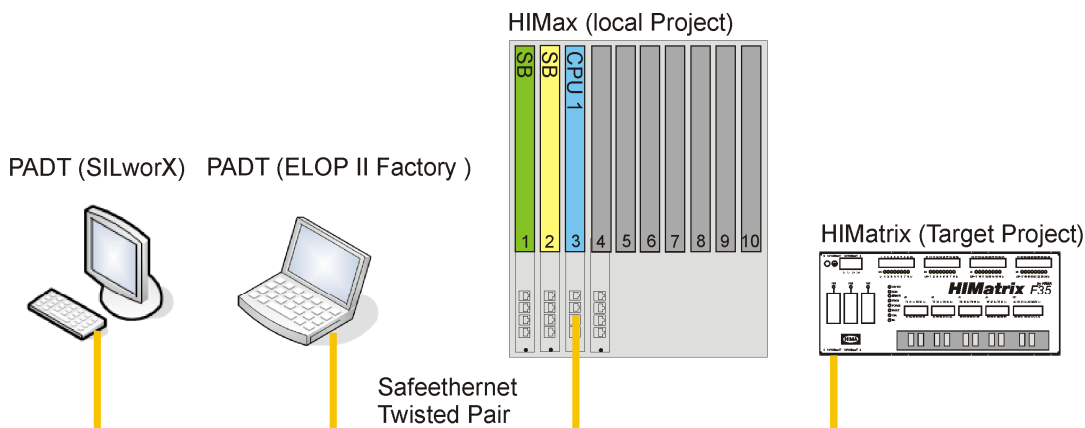 HIMax (local Project)
SB
SB
CPU 1
1 2 3 4 5 6 7 8 9 10
PADT (SILworX)
PADT (ELOP II Factory )
HIMatrix (Target Project)
HIMatrix F35
HIMA
Safeethernet
Twisted Pair